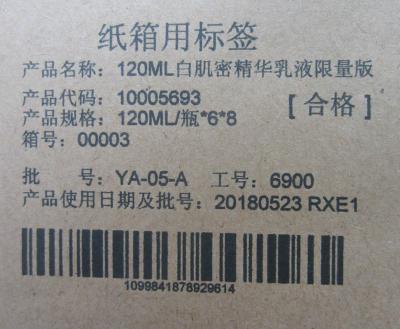 纸箱用标签
产品名称：120ML白肌密精华乳液限量版
产品代码：10005693 [ 合格 ]
产品规格：120ML/瓶*6*8
箱号：00003
批 号：YA-05-A 工号：6900
产品使用日期及批号：20180523 RXE1
1099841878929614